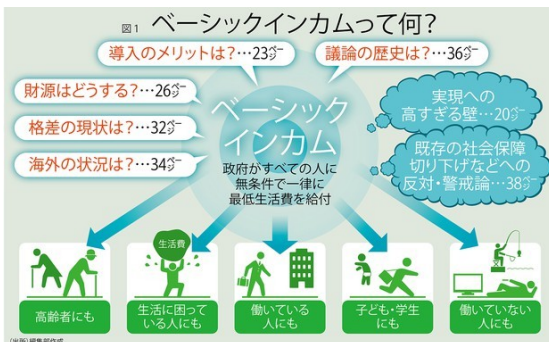 図1 ベーシックインカムって何?
導入のメリットは?…23ページ
議論の歴史は?…36ページ
財源はどうする?…26ページ
格差の現状は?…32ページ
海外の状況は?…34ページ
ベーシック
インカム
政府がすべての人に
無条件で一律に
最低生活費を給付
実現への
高すぎる壁…20ページ
既存の社会保障
切り下げなどへの
反対・警戒論…38ページ
生活費
高齢者にも
生活に困って
いる人にも
働いている
人にも
子ども・学生
にも
働いていない
人にも
(出所)編集部作成